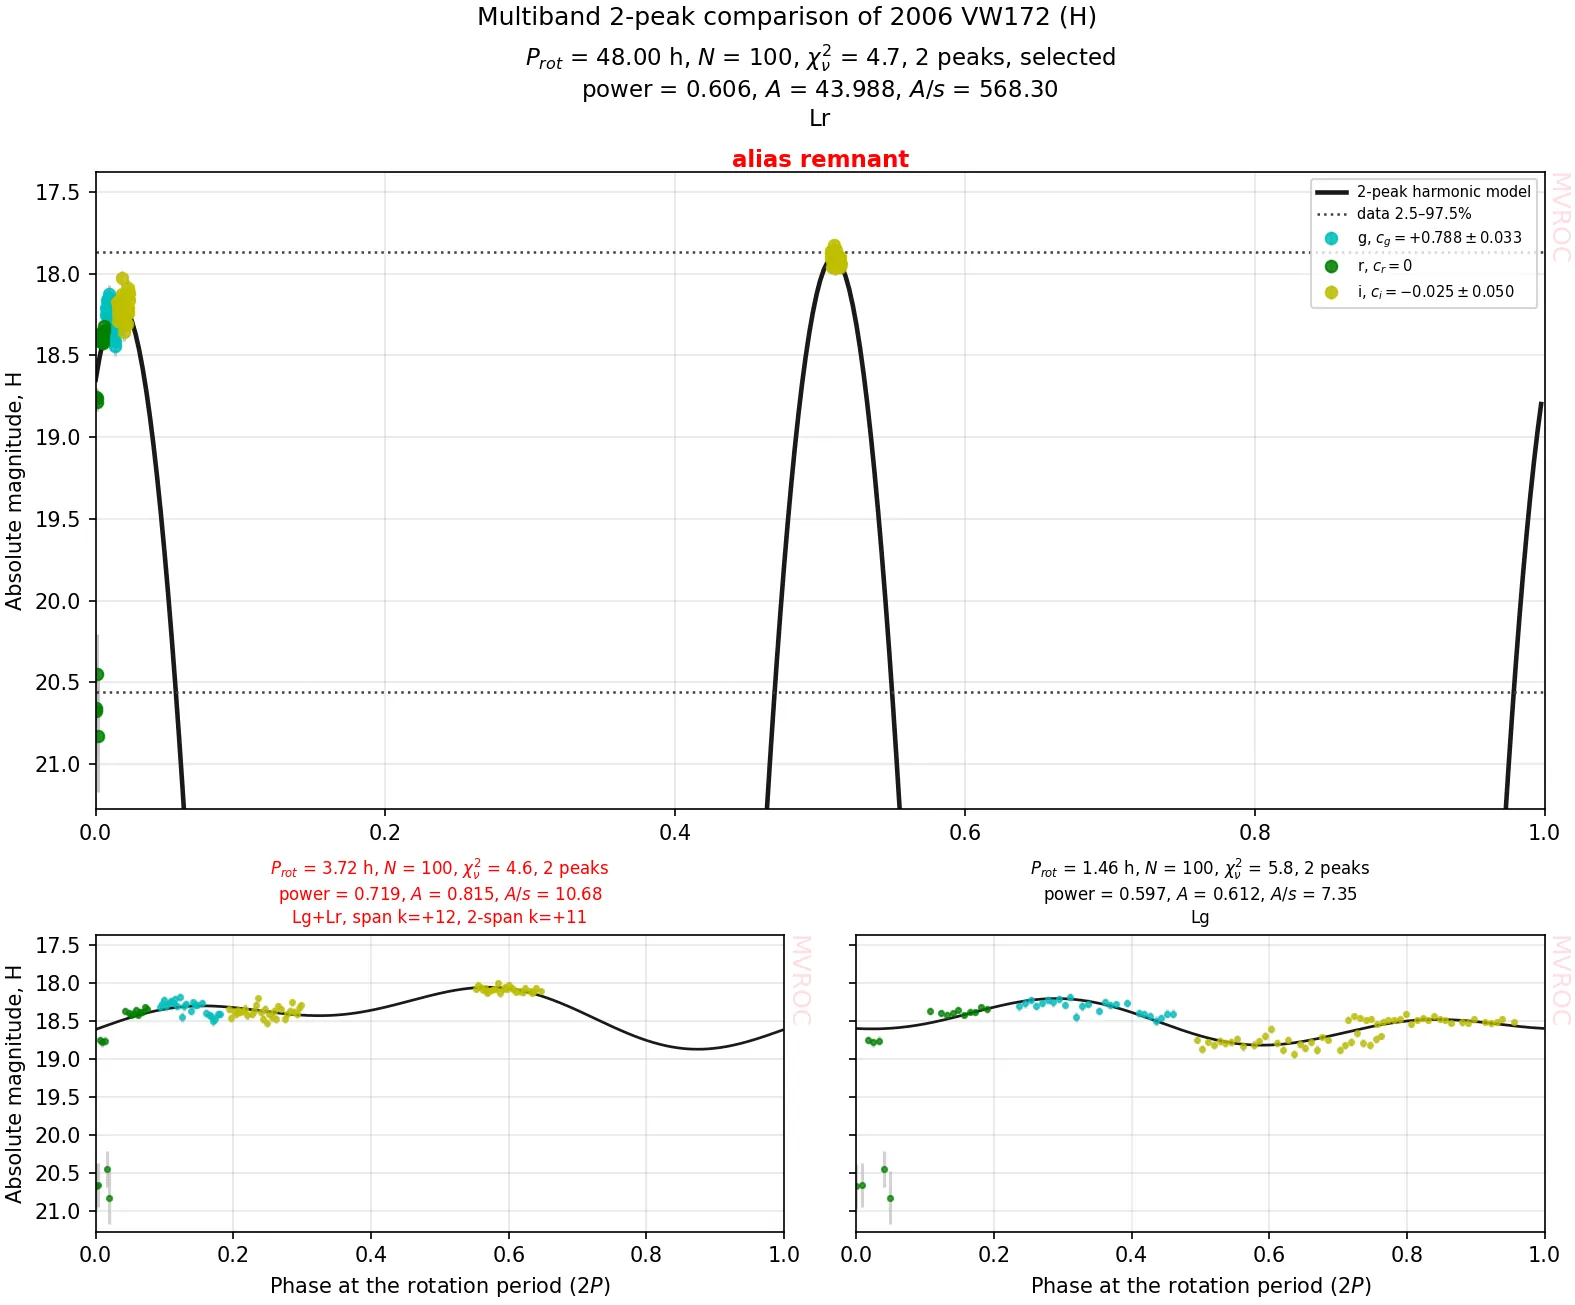 Multiband 2-peak comparison of 2006 VW172 (H)
P_rot = 48.00 h, N = 100, χ²_ν = 4.7, 2 peaks, selected
power = 0.606, A = 43.988, A/s = 568.30
Lr
alias remnant
2-peak harmonic model
data 2.5–97.5%
g, c_g = +0.788 ± 0.033
r, c_r = 0
i, c_i = −0.025 ± 0.050
MVROC
Absolute magnitude, H
17.5
18.0
18.5
19.0
19.5
20.0
20.5
21.0
0.0 0.2 0.4 0.6 0.8 1.0
P_rot = 3.72 h, N = 100, χ²_ν = 4.6, 2 peaks
power = 0.719, A = 0.815, A/s = 10.68
Lg+Lr, span k=+12, 2-span k=+11
MVROC
Absolute magnitude, H
17.5
18.0
18.5
19.0
19.5
20.0
20.5
21.0
0.0 0.2 0.4 0.6 0.8 1.0
Phase at the rotation period (2P)
P_rot = 1.46 h, N = 100, χ²_ν = 5.8, 2 peaks
power = 0.597, A = 0.612, A/s = 7.35
Lg
MVROC
0.0 0.2 0.4 0.6 0.8 1.0
Phase at the rotation period (2P)